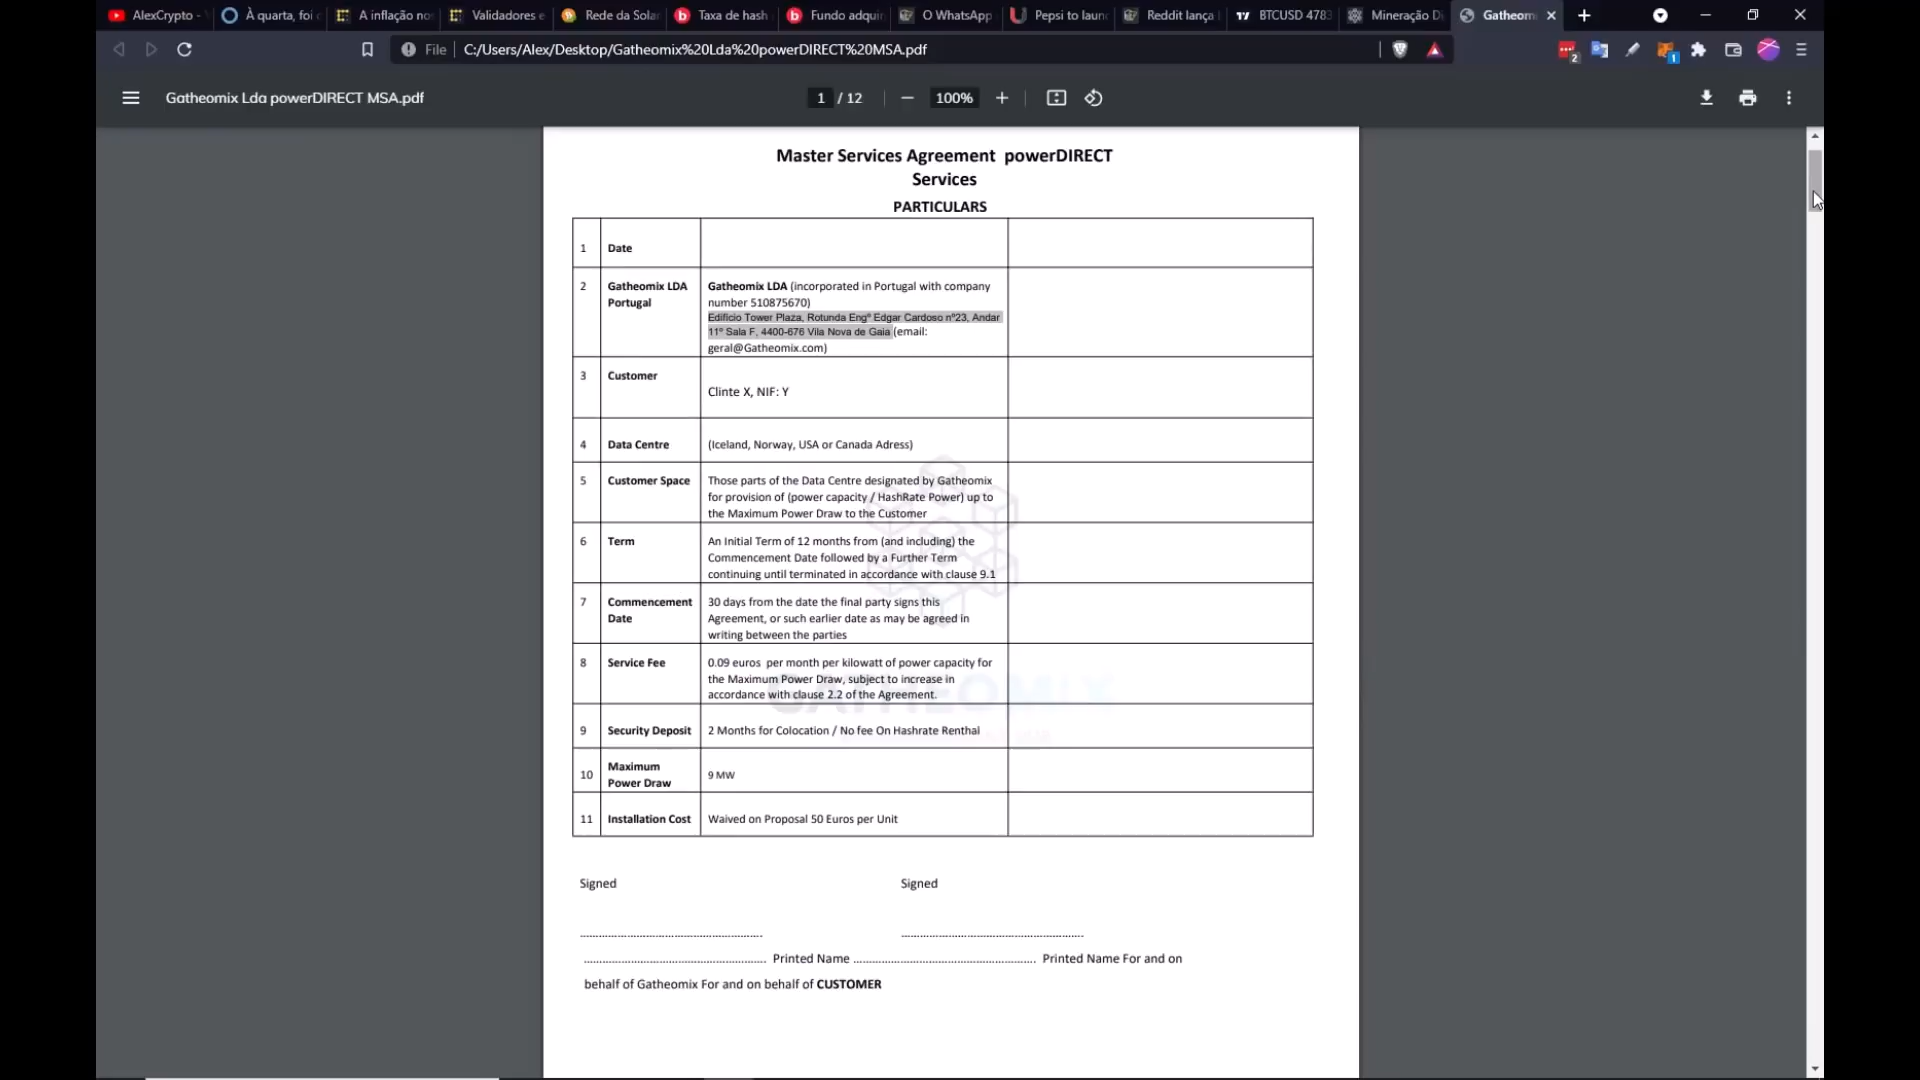 AlexCrypto -
À quarta, foi
A inflação no
Validadores e
Rede da Sola
Taxa de hash
Fundo adqui
O WhatsApp
Pepsi to laun
Reddit lança
BTCUSD 4783
Mineração D
Gatheom
File
C:/Users/Alex/Desktop/Gatheomix%20Lda%20powerDIRECT%20MSA.pdf
2
1
Gatheomix Lda powerDIRECT MSA.pdf
1 / 12
100%
Master Services Agreement powerDIRECT
Services
PARTICULARS
1 Date
2 Gatheomix LDA
Portugal
Gatheomix LDA (incorporated in Portugal with company
number 510875670)
Edificio Tower Plaza, Rotunda Engº Edgar Cardoso nº23, Andar
11º Sala F, 4400-676 Vila Nova de Gaia (email:
geral@Gatheomix.com)
3 Customer
Clinte X, NIF: Y
4 Data Centre
(Iceland, Norway, USA or Canada Adress)
5 Customer Space
Those parts of the Data Centre designated by Gatheomix
for provision of (power capacity / HashRate Power) up to
the Maximum Power Draw to the Customer
6 Term
An Initial Term of 12 months from (and including) the
Commencement Date followed by a Further Term
continuing until terminated in accordance with clause 9.1
7 Commencement
Date
30 days from the date the final party signs this
Agreement, or such earlier date as may be agreed in
writing between the parties
8 Service Fee
0.09 euros per month per kilowatt of power capacity for
the Maximum Power Draw, subject to increase in
accordance with clause 2.2 of the Agreement.
GATHEOMIX
9 Security Deposit
2 Months for Colocation / No fee On Hashrate Renthal
10 Maximum
Power Draw
9 MW
11 Installation Cost
Waived on Proposal 50 Euros per Unit
Signed Signed
............................................................ ............................................................
............................................................ Printed Name ............................................................ Printed Name For and on
behalf of Gatheomix For and on behalf of CUSTOMER